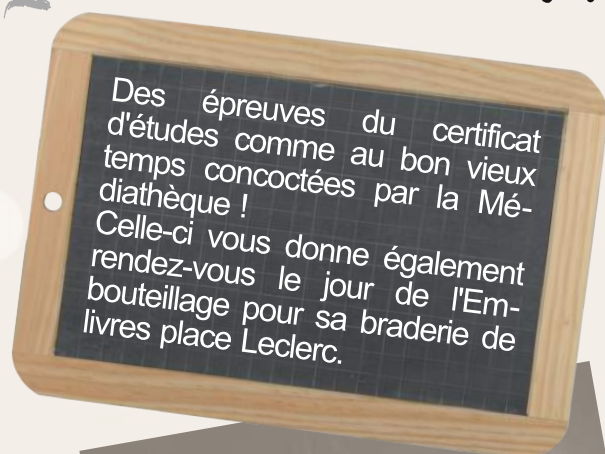 Des épreuves du certificat
d'études comme au bon vieux
temps concoctées par la Mé-
diathèque !
Celle-ci vous donne également
rendez-vous le jour de l'Em-
bouteillage pour sa braderie de
livres place Leclerc.